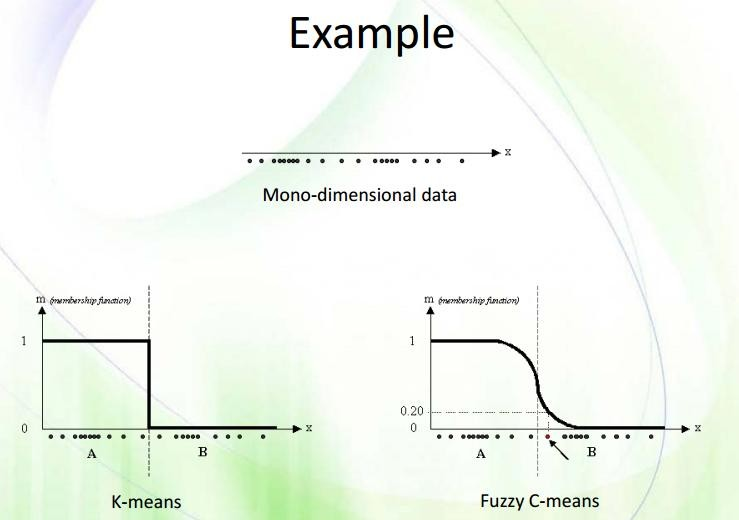 Example
x
Mono-dimensional data
m (membership function)
1
0
x
A
B
K-means
m (membership function)
1
0.20
0
x
A
B
Fuzzy C-means